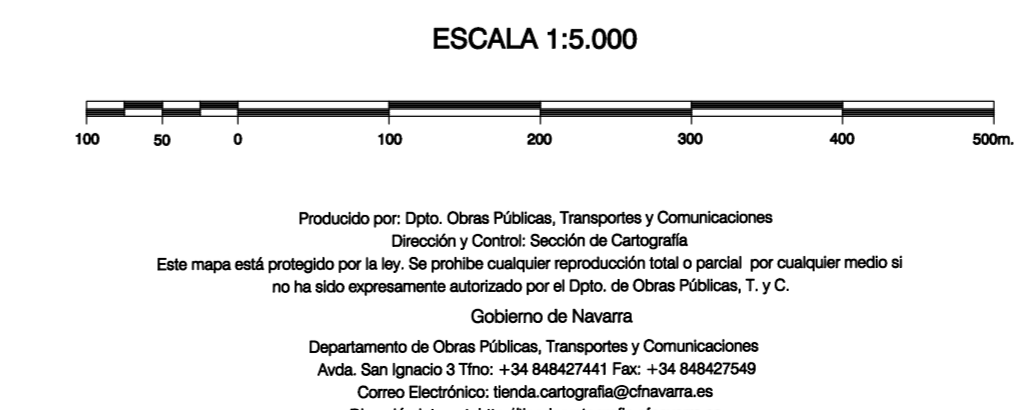 ESCALA 1:5.000
100 50 0 100 200 300 400 500m.
Producido por: Dpto. Obras Públicas, Transportes y Comunicaciones
Dirección y Control: Sección de Cartografía
Este mapa está protegido por la ley. Se prohibe cualquier reproducción total o parcial por cualquier medio si
no ha sido expresamente autorizado por el Dpto. de Obras Públicas, T. y C.
Gobierno de Navarra
Departamento de Obras Públicas, Transportes y Comunicaciones
Avda. San Ignacio 3 Tfno: +34 848427441 Fax: +34 848427549
Correo Electrónico: tienda.cartografia@cfnavarra.es